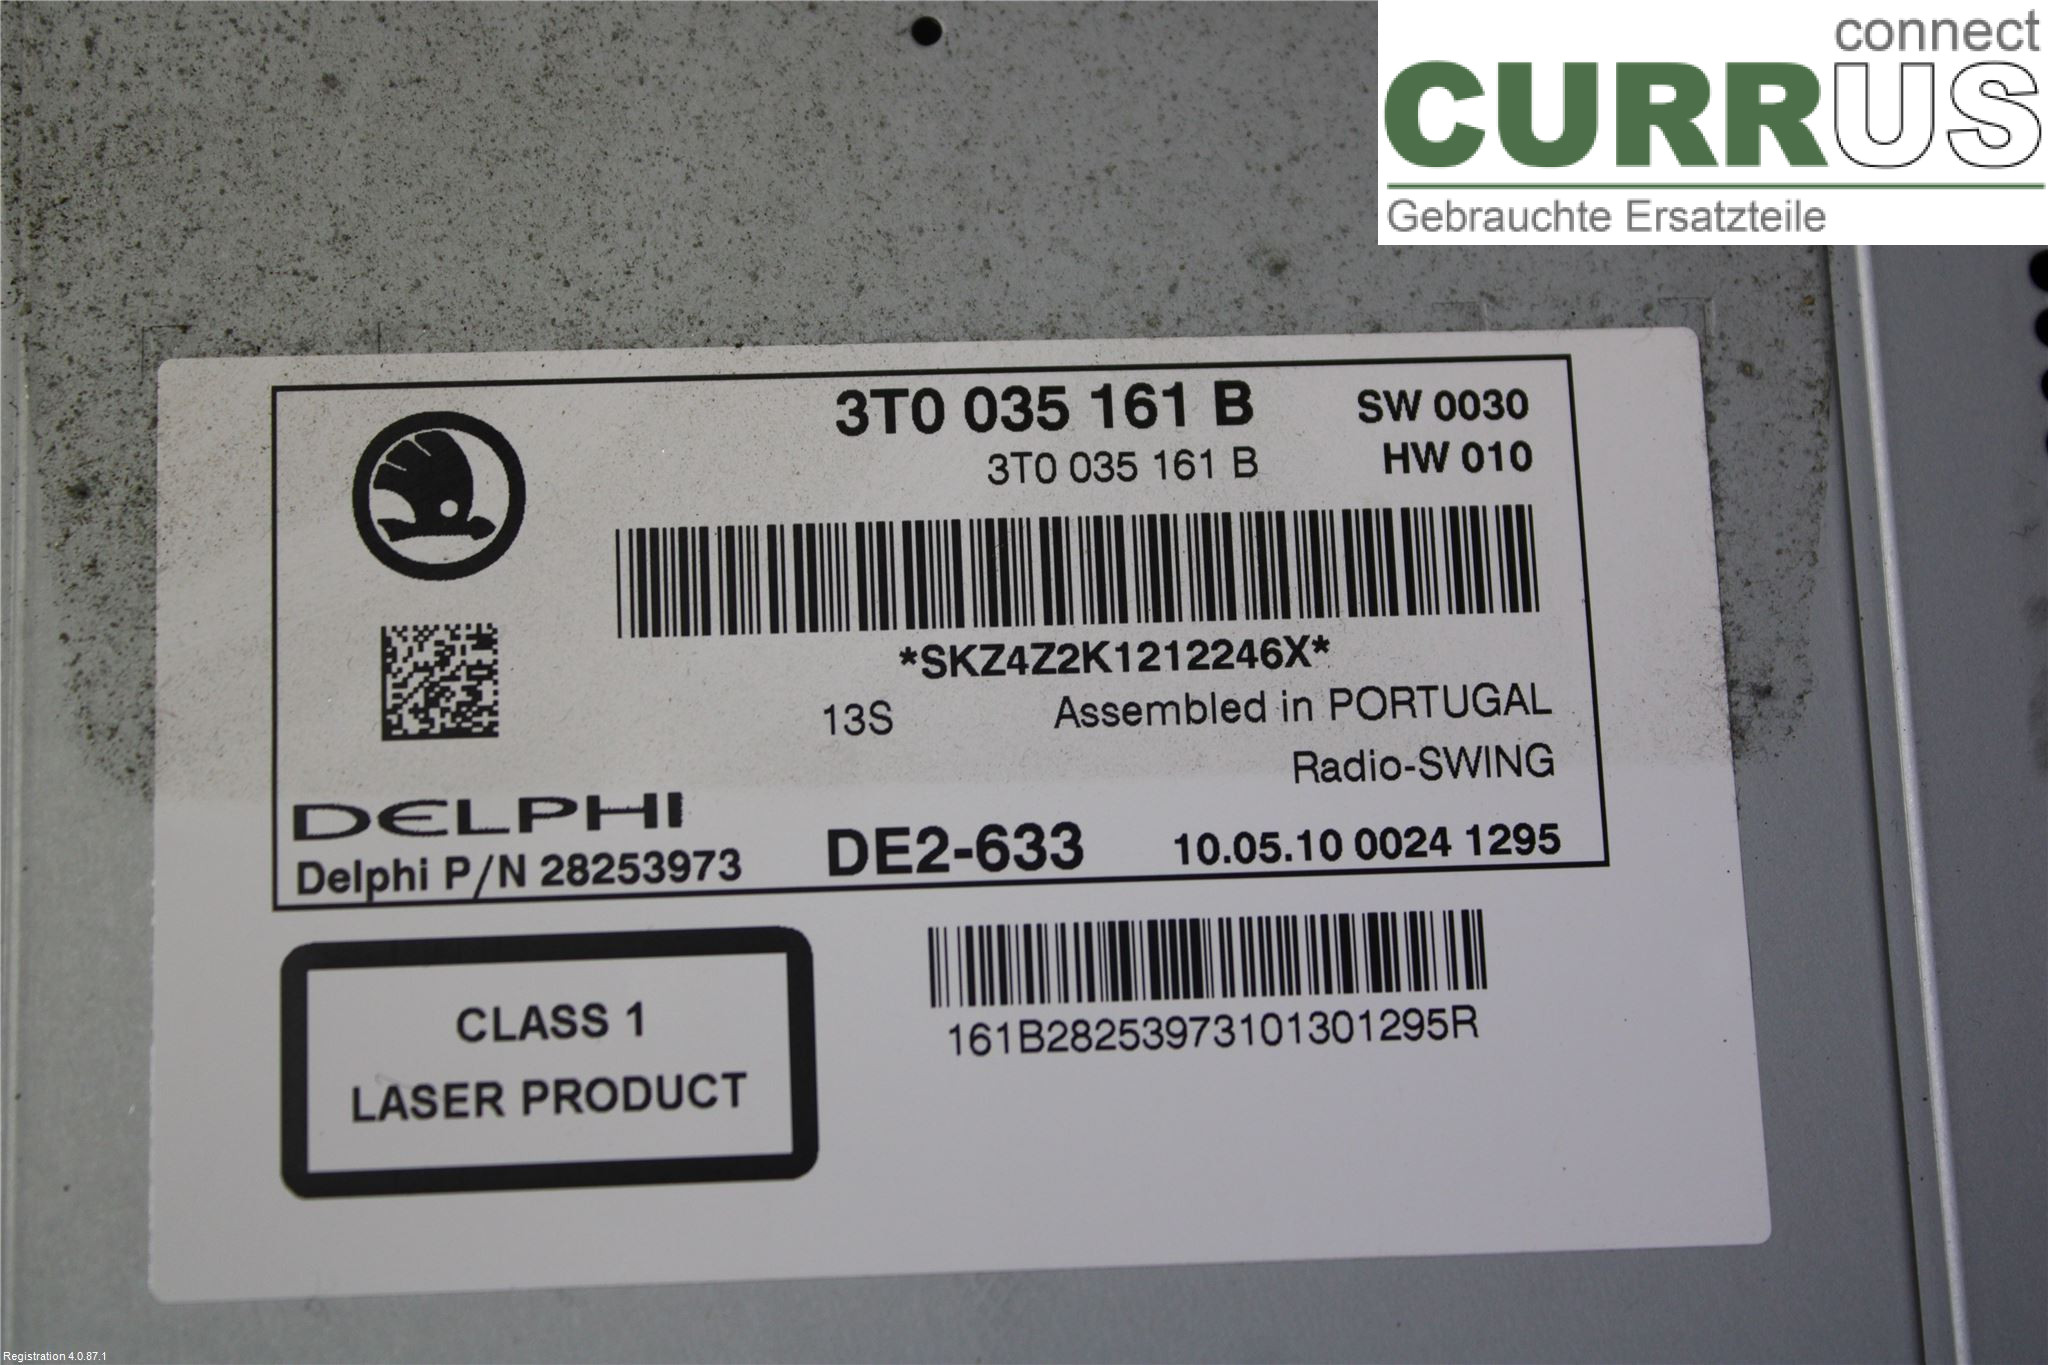 connect
CURRUS
Gebrauchte Ersatzteile
3T0 035 161 B
SW 0030
3T0 035 161 B
HW 010
*SKZ4Z2K1212246X*
13S
Assembled in PORTUGAL
Radio-SWING
DELPHI
Delphi P/N 28253973
DE2-633
10.05.10 0024 1295
CLASS 1
LASER PRODUCT
161B28253973101301295R
Registration 4.0.87.1